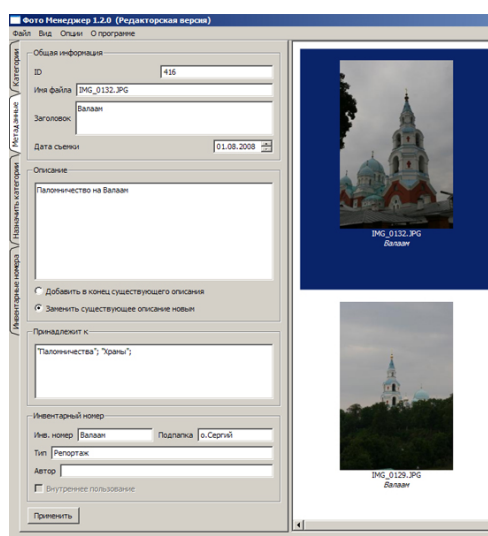 Фото Менеджер 1.2.0 (Редакторская версия)
Файл Вид Опции О програмне
Категории
Метаданные
Назначить категори
Инвентарные номера
Общая информация
ID 416
Имя файла IMG_0132.JPG
Заголовок Валаам
Дата съемки 01.08.2008
Описание
Паломничество на Валаам
Добавить в конец существующего описания
Заменить существующее описание новым
Принадлежит к
"Паломничества"; "Храмы";
Инвентарный номер
Инв. номер Валаам Подпапка о.Сергий
Тип Репортаж
Автор
Внутреннее пользование
Применить
IMG_0132.JPG
Валаам
IMG_0129.JPG
Валаам